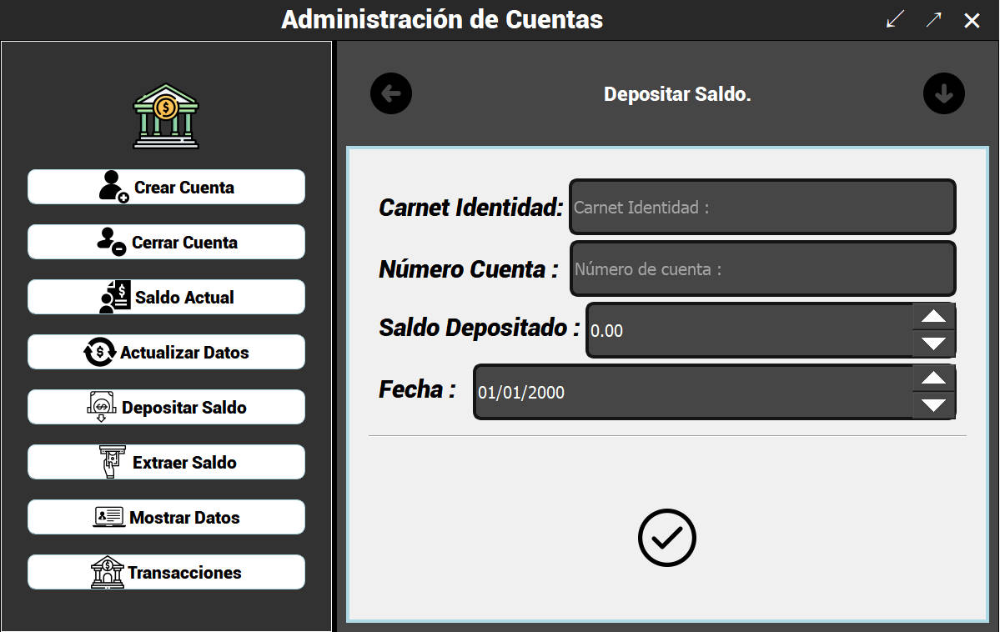 Administración de Cuentas
Crear Cuenta
Cerrar Cuenta
Saldo Actual
Actualizar Datos
Depositar Saldo
Extraer Saldo
Mostrar Datos
Transacciones
Depositar Saldo.
Carnet Identidad: Carnet Identidad :
Número Cuenta : Número de cuenta :
Saldo Depositado : 0.00
Fecha : 01/01/2000